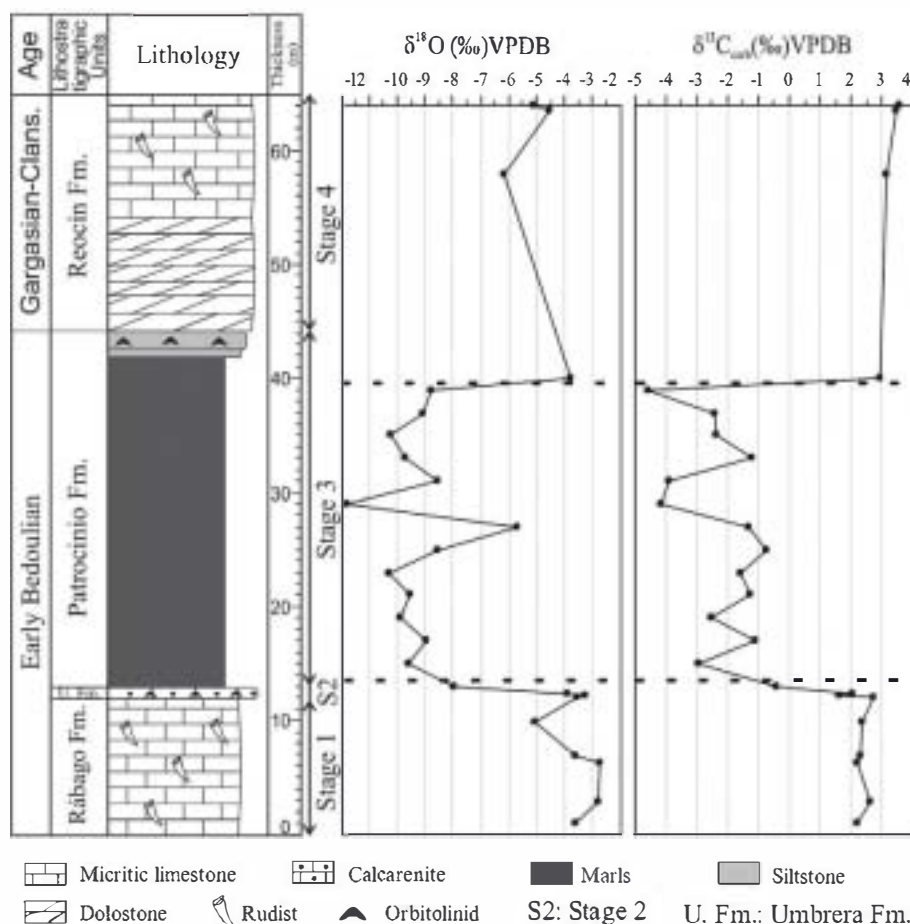 Age
Lithostra
tigraphic
Units
Lithology
Thickness
(m)
δ18O (‰)VPDB
-12 -10 -9 -8 -7 -6 -5 -4 -3 -2
δ13Ccarb(‰)VPDB
-5 -4 -3 -2 -1 0 1 2 3 4
Gargasian-Clans.
Reocin Fm.
60
50
Stage 4
40
Early Bedoulian
Patrocinio Fm.
30
20
Stage 3
S2
Rábago Fm.
10
0
Stage 1
Micritic limestone
Calcarenite
Marls
Siltstone
Dolostone
Rudist
Orbitolinid
S2: Stage 2
U. Fm.: Umbrera Fm